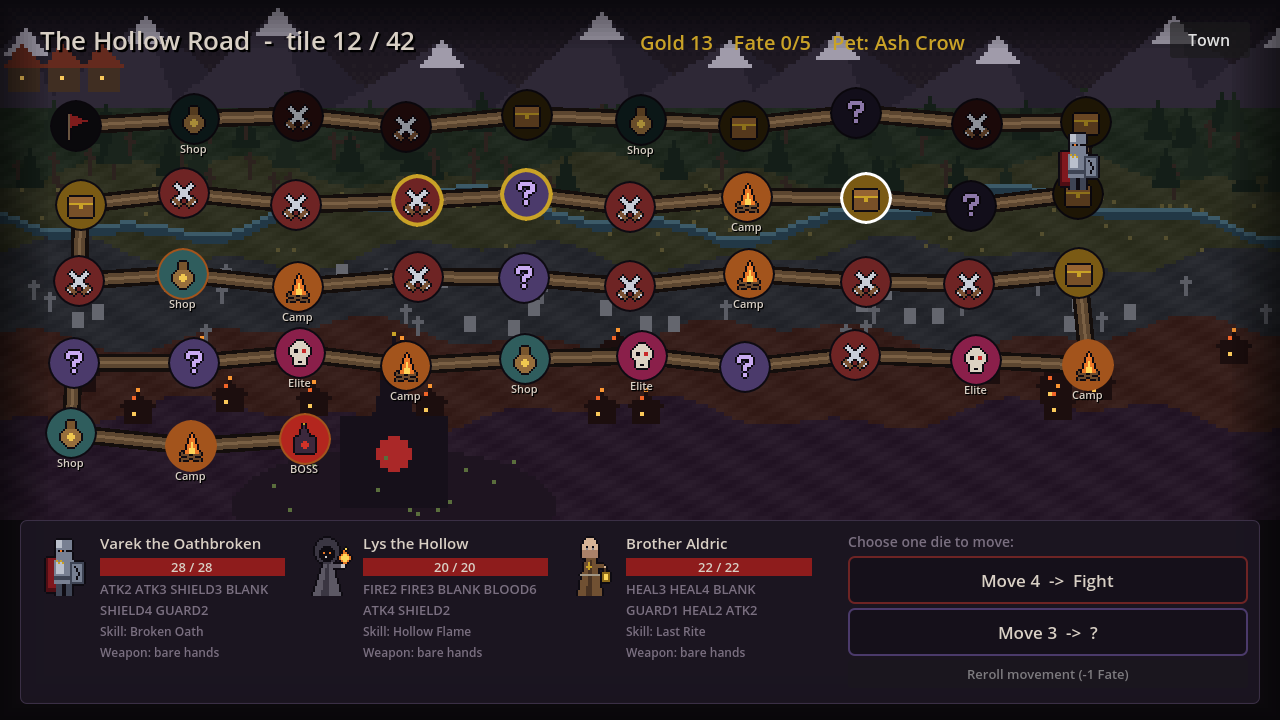 The Hollow Road - tile 12 / 42
Gold 13 Fate 0/5 Pet: Ash Crow
Town
Shop
Shop
?
Camp
?
?
Shop
Camp
?
Camp
?
?
Elite
Camp
Shop
Elite
?
Elite
Camp
Shop
Camp
BOSS
Varek the Oathbroken
28 / 28
ATK2 ATK3 SHIELD3 BLANK
SHIELD4 GUARD2
Skill: Broken Oath
Weapon: bare hands
Lys the Hollow
20 / 20
FIRE2 FIRE3 BLANK BLOOD6
ATK4 SHIELD2
Skill: Hollow Flame
Weapon: bare hands
Brother Aldric
22 / 22
HEAL3 HEAL4 BLANK
GUARD1 HEAL2 ATK2
Skill: Last Rite
Weapon: bare hands
Choose one die to move:
Move 4 -> Fight
Move 3 -> ?
Reroll movement (-1 Fate)